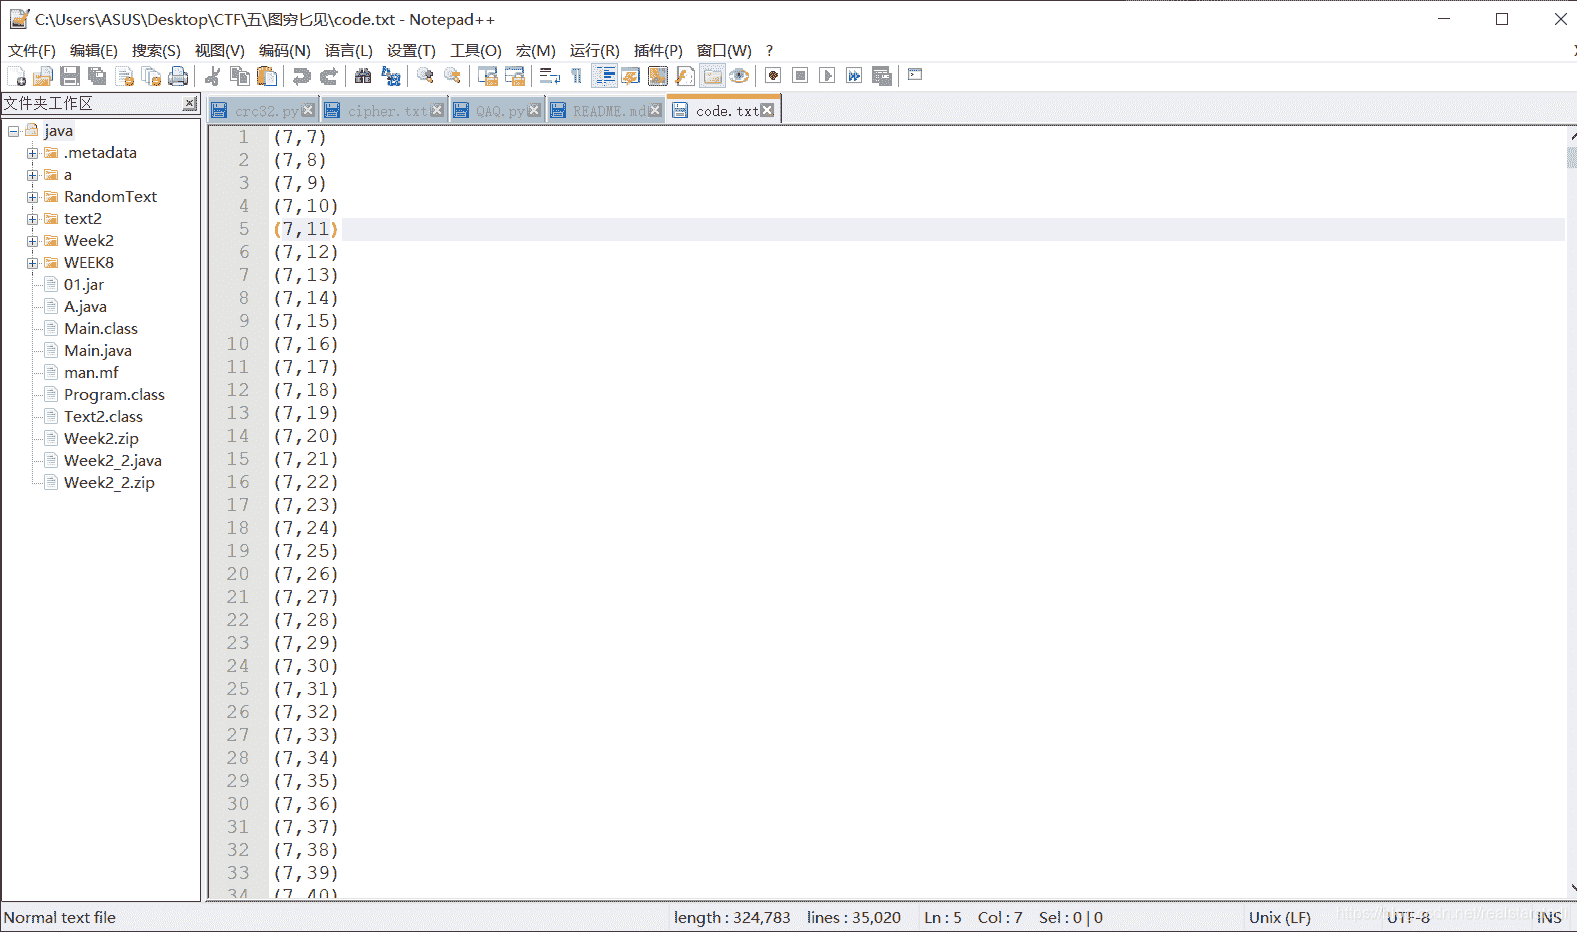 C:\Users\ASUS\Desktop\CTF\五\图穷匕见\code.txt - Notepad++
文件(F) 编辑(E) 搜索(S) 视图(V) 编码(N) 语言(L) 设置(T) 工具(O) 宏(M) 运行(R) 插件(P) 窗口(W) ?
文件夹工作区
crc32.py cipher.txt QAQ.py README.md code.txt
java
.metadata
a
RandomText
text2
Week2
WEEK8
01.jar
A.java
Main.class
Main.java
man.mf
Program.class
Text2.class
Week2.zip
Week2_2.java
Week2_2.zip
1 (7,7)
2 (7,8)
3 (7,9)
4 (7,10)
5 (7,11)
6 (7,12)
7 (7,13)
8 (7,14)
9 (7,15)
10 (7,16)
11 (7,17)
12 (7,18)
13 (7,19)
14 (7,20)
15 (7,21)
16 (7,22)
17 (7,23)
18 (7,24)
19 (7,25)
20 (7,26)
21 (7,27)
22 (7,28)
23 (7,29)
24 (7,30)
25 (7,31)
26 (7,32)
27 (7,33)
28 (7,34)
29 (7,35)
30 (7,36)
31 (7,37)
32 (7,38)
33 (7,39)
34 (7,40)
Normal text file length : 324,783 lines : 35,020 Ln : 5 Col : 7 Sel : 0 | 0 Unix (LF) UTF-8 INS